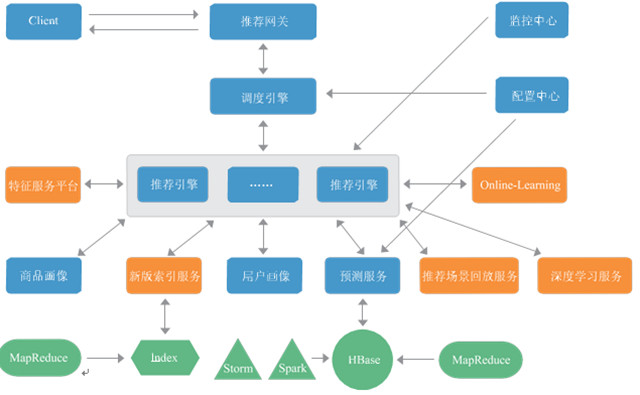 Client
推荐网关
监控中心
调度引擎
配置中心
特征服务平台
推荐引擎
……
推荐引擎
Online-Learning
商品画像
新版索引服务
用户画像
预测服务
推荐场景回放服务
深度学习服务
MapReduce
Index
Storm
Spark
HBase
MapReduce